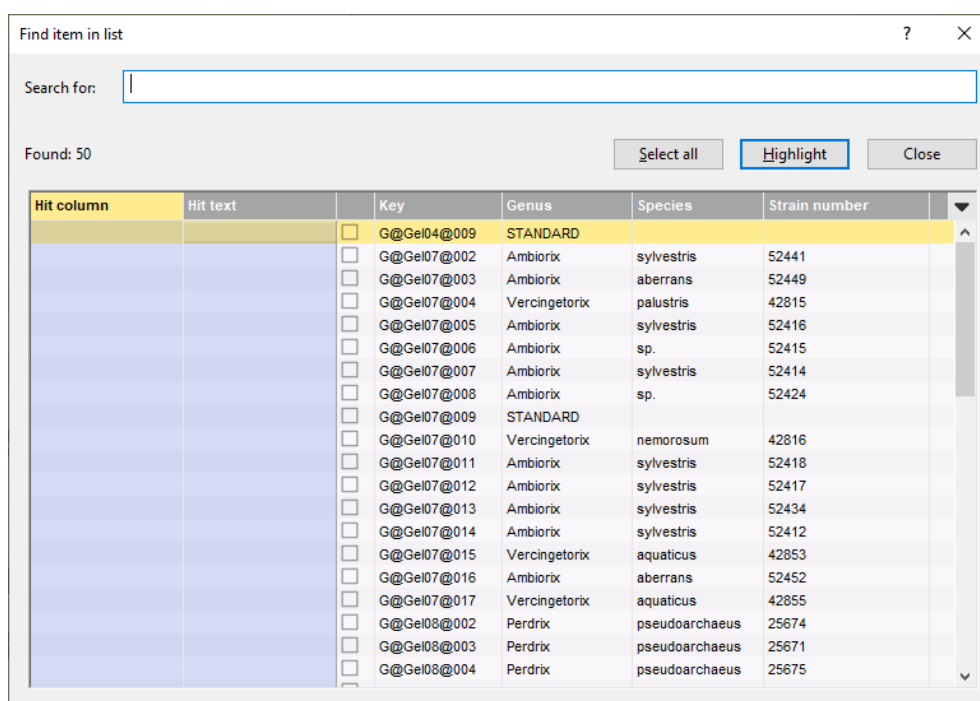 Find item in list ?
Search for:
Found: 50 Select all Highlight Close
Hit column Hit text Key Genus Species Strain number
G@Gel04@009 STANDARD
G@Gel07@002 Ambiorix sylvestris 52441
G@Gel07@003 Ambiorix aberrans 52449
G@Gel07@004 Vercingetorix palustris 42815
G@Gel07@005 Ambiorix sylvestris 52416
G@Gel07@006 Ambiorix sp. 52415
G@Gel07@007 Ambiorix sylvestris 52414
G@Gel07@008 Ambiorix sp. 52424
G@Gel07@009 STANDARD
G@Gel07@010 Vercingetorix nemorosum 42816
G@Gel07@011 Ambiorix sylvestris 52418
G@Gel07@012 Ambiorix sylvestris 52417
G@Gel07@013 Ambiorix sylvestris 52434
G@Gel07@014 Ambiorix sylvestris 52412
G@Gel07@015 Vercingetorix aquaticus 42853
G@Gel07@016 Ambiorix aberrans 52452
G@Gel07@017 Vercingetorix aquaticus 42855
G@Gel08@002 Perdrix pseudoarchaeus 25674
G@Gel08@003 Perdrix pseudoarchaeus 25671
G@Gel08@004 Perdrix pseudoarchaeus 25675